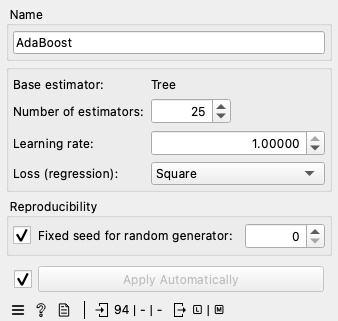 Name
AdaBoost
Base estimator: Tree
Number of estimators: 25
Learning rate: 1.00000
Loss (regression): Square
Reproducibility
Fixed seed for random generator: 0
Apply Automatically
? 94 | - | - L | M